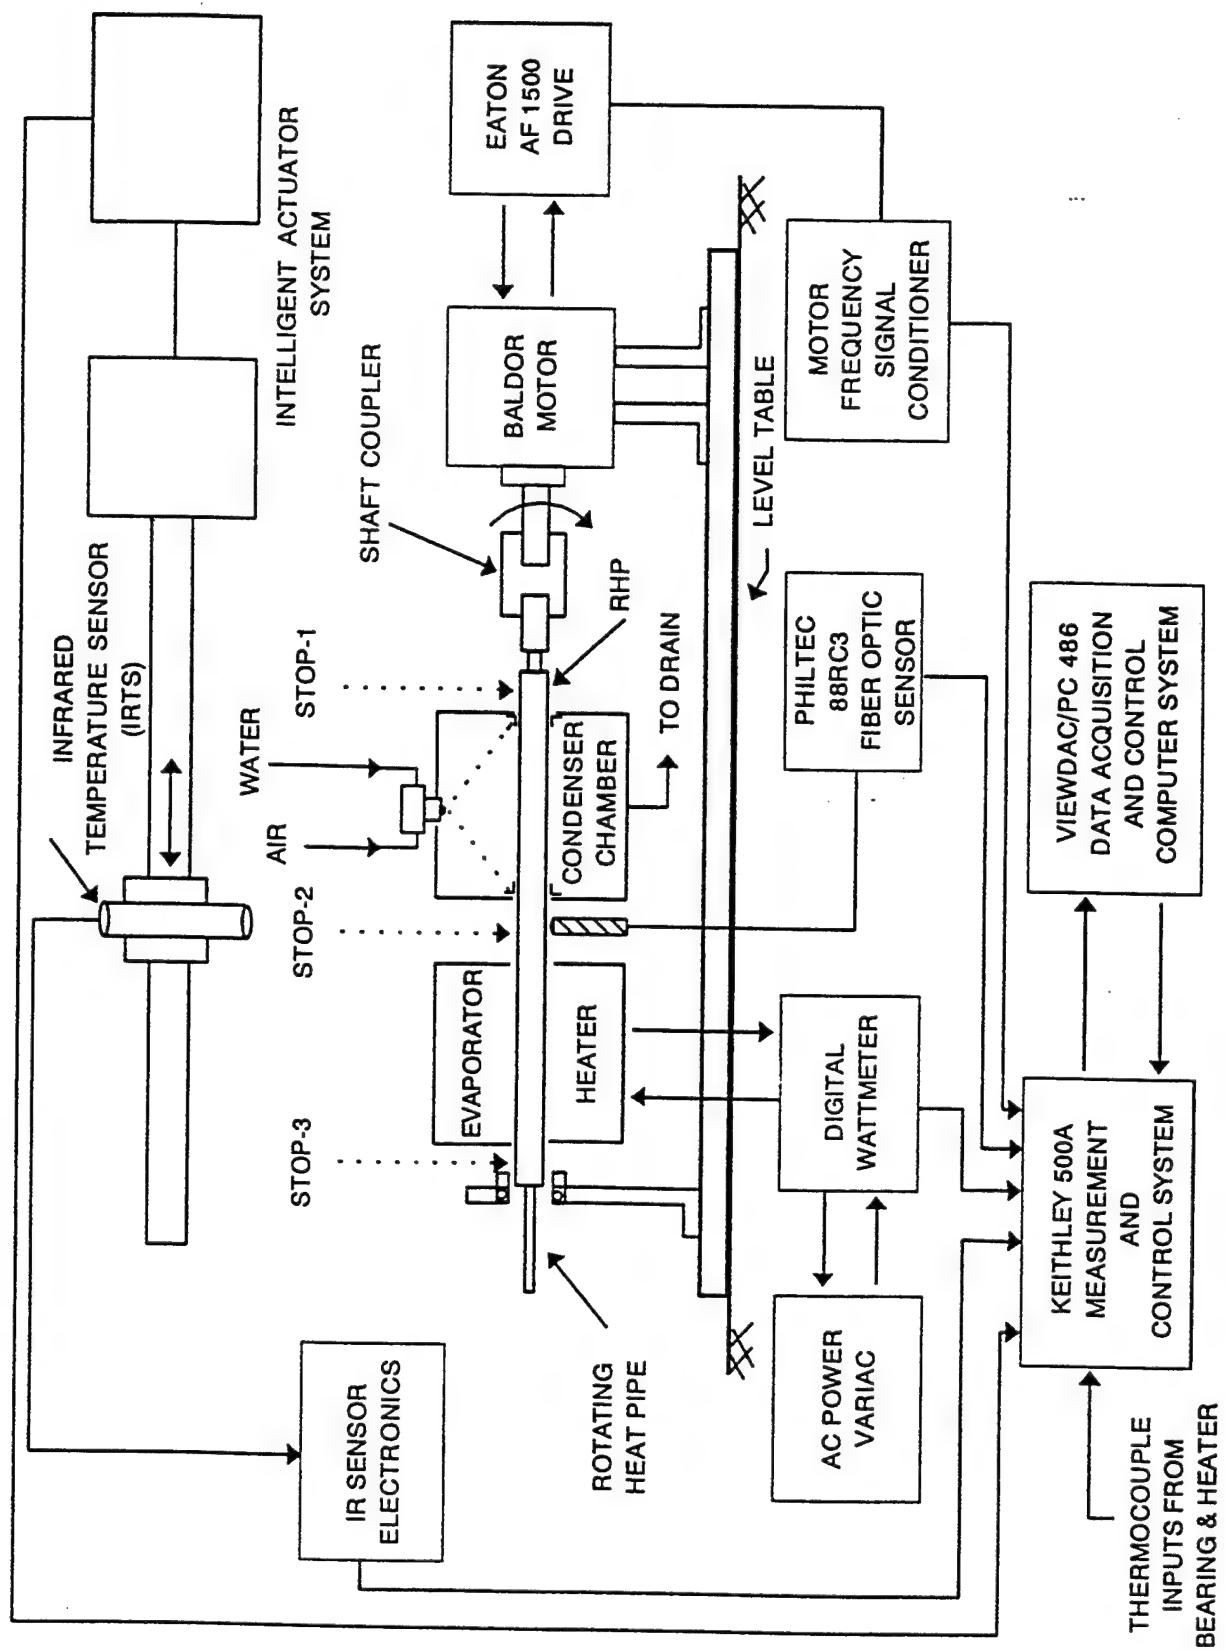 INFRARED
TEMPERATURE SENSOR
(IRTS)
INTELLIGENT ACTUATOR
SYSTEM
IR SENSOR
ELECTRONICS
STOP-3
STOP-2
AIR
WATER
STOP-1
SHAFT COUPLER
EVAPORATOR
HEATER
CONDENSER
CHAMBER
RHP
BALDOR
MOTOR
EATON
AF 1500
DRIVE
ROTATING
HEAT PIPE
TO DRAIN
LEVEL TABLE
AC POWER
VARIAC
DIGITAL
WATTMETER
PHILTEC
88RC3
FIBER OPTIC
SENSOR
MOTOR
FREQUENCY
SIGNAL
CONDITIONER
THERMOCOUPLE
INPUTS FROM
BEARING & HEATER
KEITHLEY 500A
MEASUREMENT
AND
CONTROL SYSTEM
VIEWDAC/PC 486
DATA ACQUISITION
AND CONTROL
COMPUTER SYSTEM